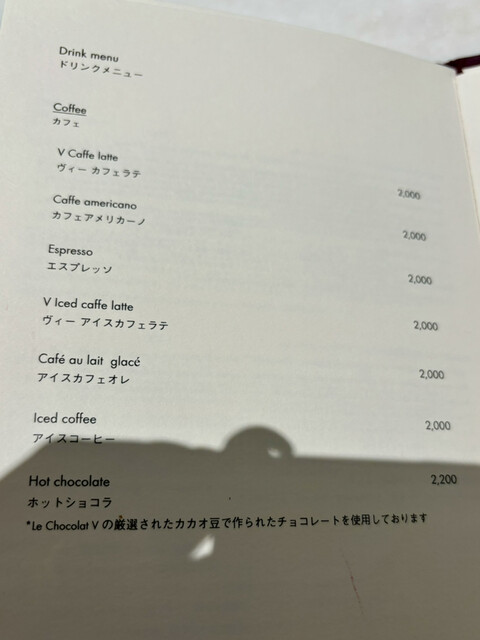 Drink menu
ドリンクメニュー
Coffee
カフェ
V Caffe latte
ヴィー カフェラテ
2,000
Caffe americano
カフェアメリカーノ
2,000
Espresso
エスプレッソ
2,000
V Iced caffe latte
ヴィー アイスカフェラテ
2,000
Café au lait glacé
アイスカフェオレ
2,000
Iced coffee
アイスコーヒー
2,000
Hot chocolate
ホットショコラ
2,200
*Le Chocolat V の厳選されたカカオ豆で作られたチョコレートを使用しております